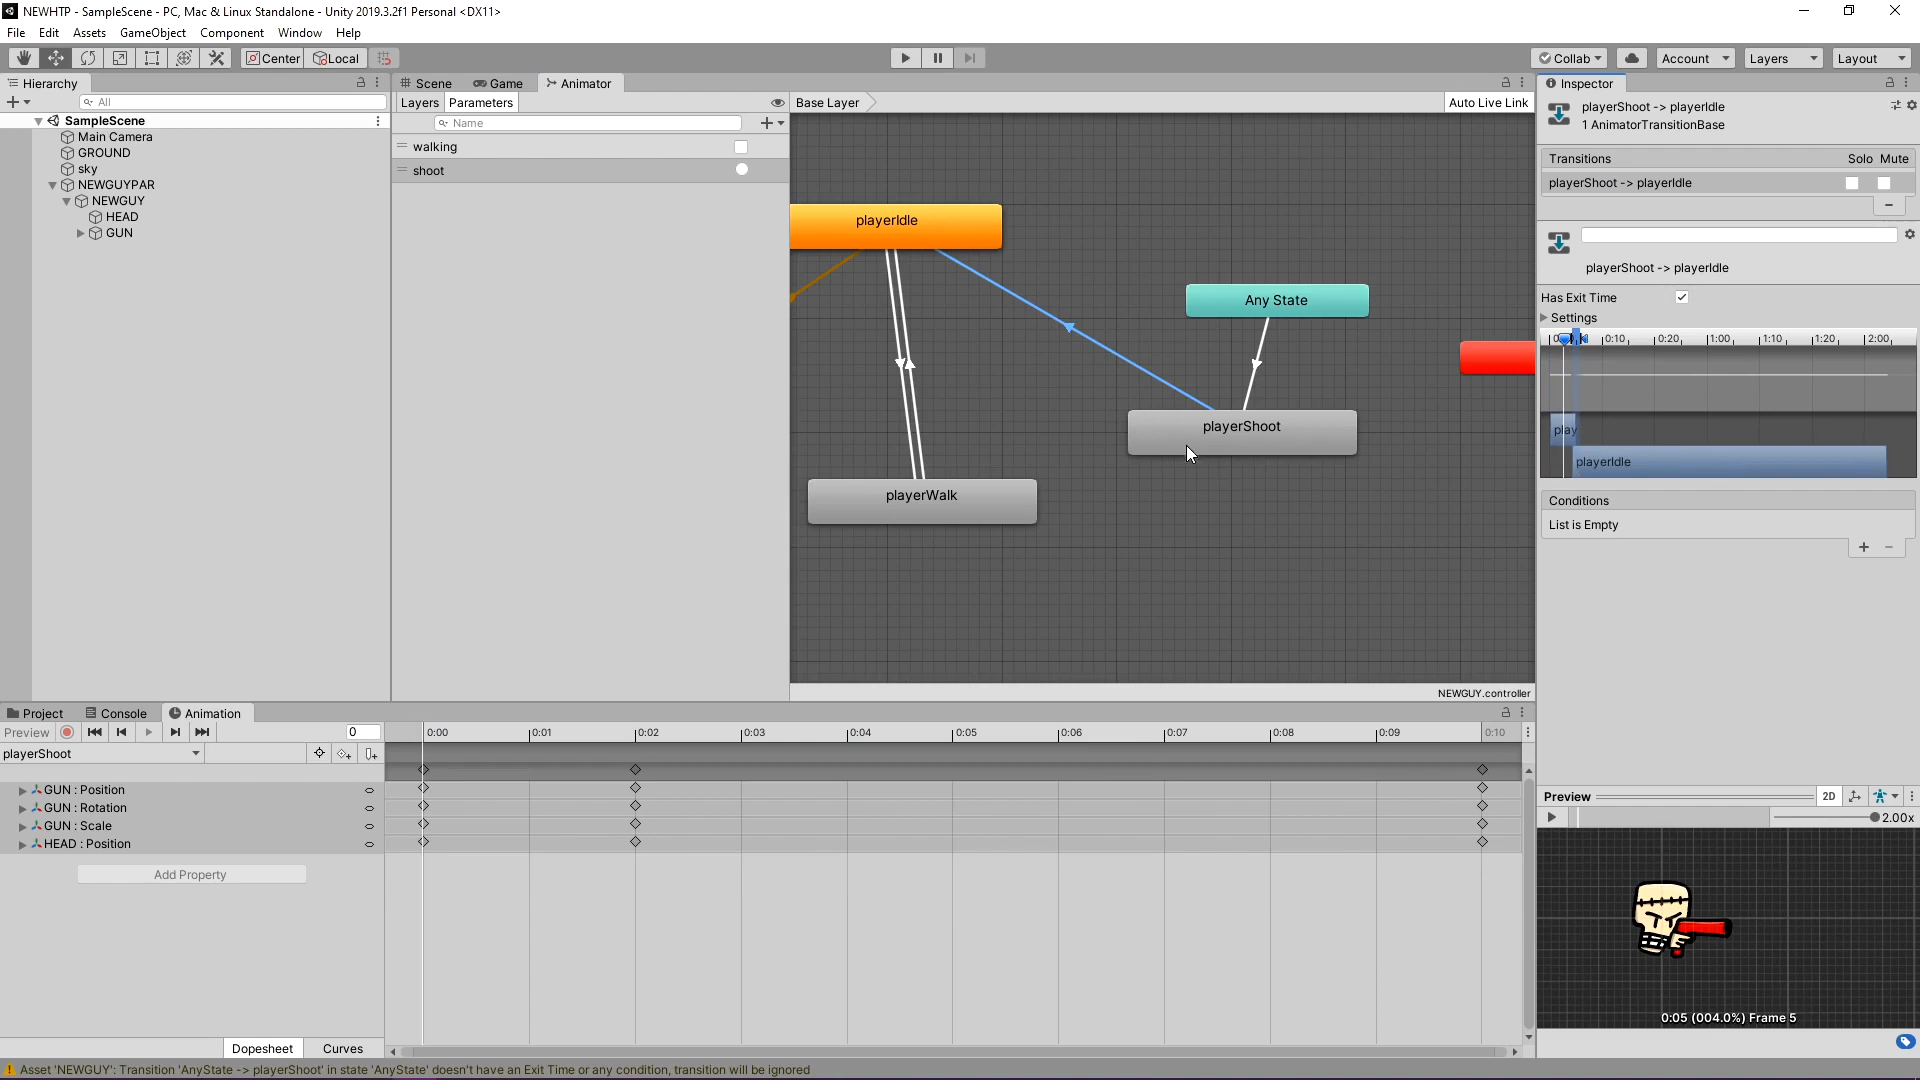 NEWHTP - SampleScene - PC, Mac & Linux Standalone - Unity 2019.3.2f1 Personal <DX11>
File Edit Assets GameObject Component Window Help
Center Local Collab Account Layers Layout
Hierarchy
All
SampleScene
Main Camera
GROUND
sky
NEWGUYPAR
NEWGUY
HEAD
GUN
Scene Game Animator
Layers Parameters
Name
walking
shoot
Base Layer
Auto Live Link
playerIdle
Any State
playerShoot
playerWalk
NEWGUY.controller
Inspector
playerShoot -> playerIdle
1 AnimatorTransitionBase
Transitions Solo Mute
playerShoot -> playerIdle
playerShoot -> playerIdle
Has Exit Time
Settings
0:10 0:20 1:00 1:10 1:20 2:00
play
playerIdle
Conditions
List is Empty
Preview 2D
2.00x
0:05 (004.0%) Frame 5
Project Console Animation
Preview 0
playerShoot
0:00 0:01 0:02 0:03 0:04 0:05 0:06 0:07 0:08 0:09 0:10
GUN : Position
GUN : Rotation
GUN : Scale
HEAD : Position
Add Property
Dopesheet Curves
Asset 'NEWGUY': Transition 'AnyState -> playerShoot' in state 'AnyState' doesn't have an Exit Time or any condition, transition will be ignored